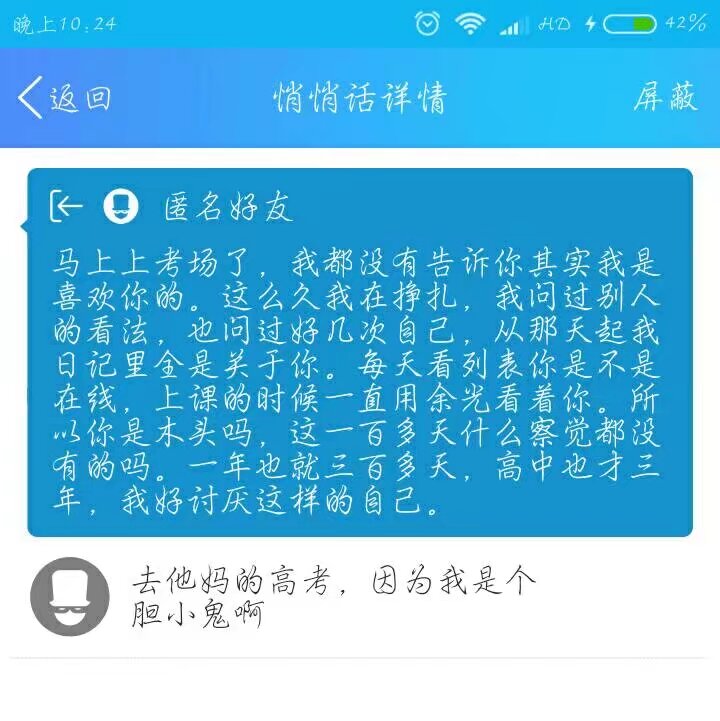 晚上10:24
HD
42%
返回
悄悄话详情
屏蔽
匿名好友
马上上考场了，我都没有告诉你其实我是
喜欢你的。这么久我在挣扎，我问过别人
的看法，也问过好几次自己，从那天起我
日记里全是关于你。每天看列表你是不是
在线，上课的时候一直用余光看着你。所
以你是木头吗，这一百多天什么察觉都没
有的吗。一年也就三百多天，高中也才三
年，我好讨厌这样的自己。
去他妈的高考，因为我是个
胆小鬼啊